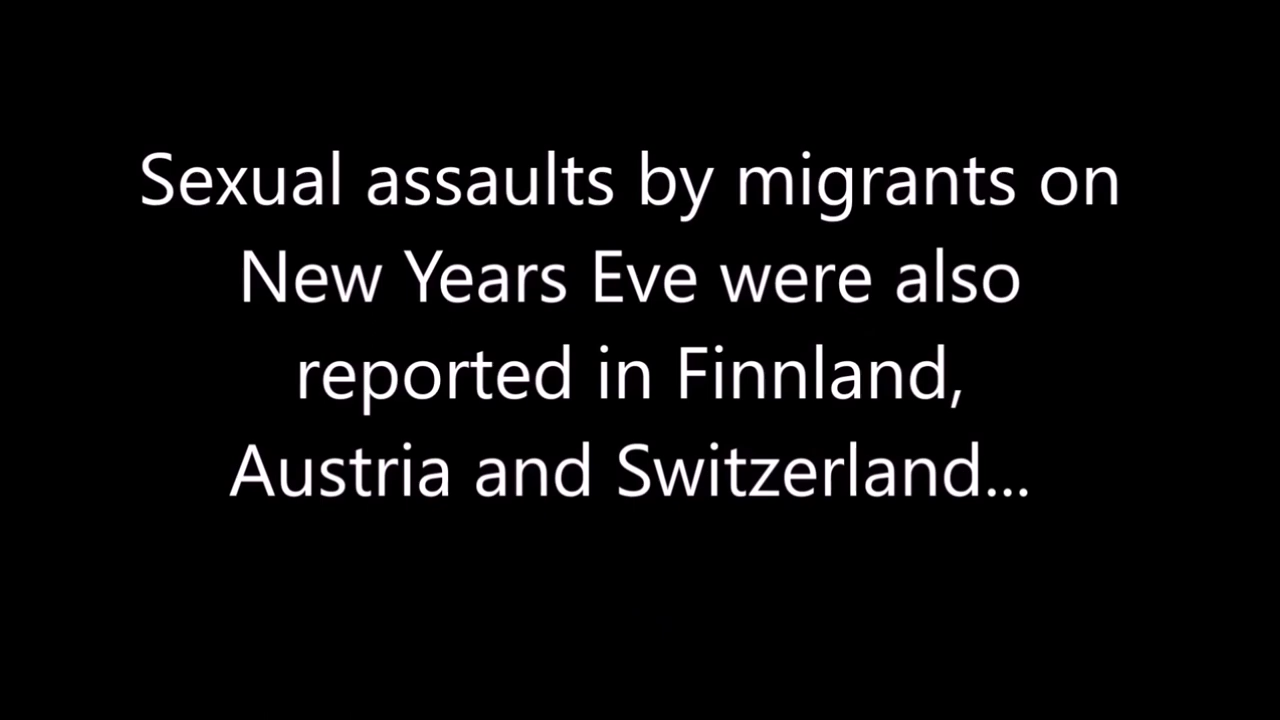 Sexual assaults by migrants on
New Years Eve were also
reported in Finnland,
Austria and Switzerland...